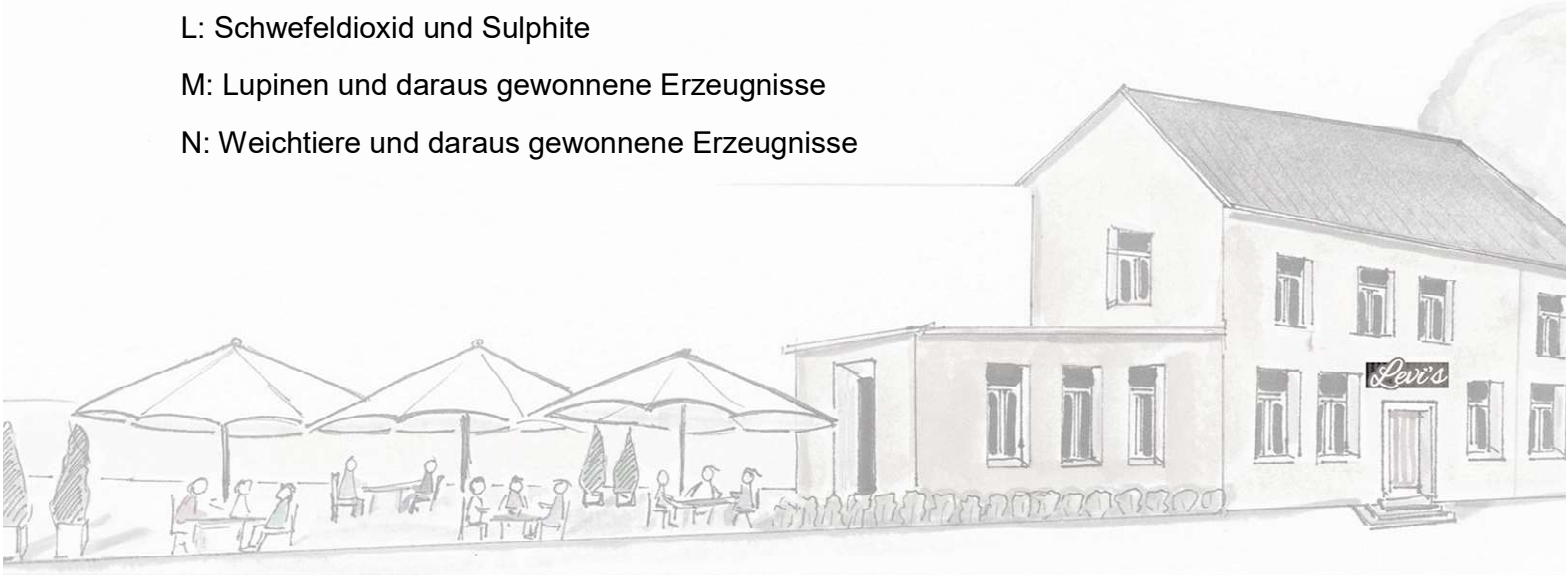 L: Schwefeldioxid und Sulphite
M: Lupinen und daraus gewonnene Erzeugnisse
N: Weichtiere und daraus gewonnene Erzeugnisse
Levi's